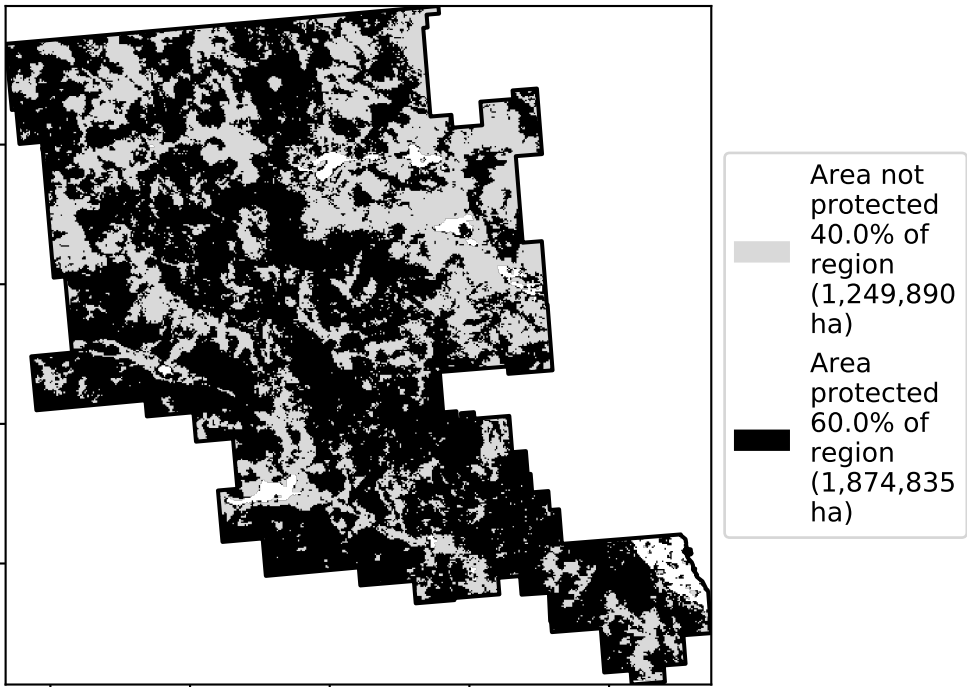 Area not
protected
40.0% of
region
(1,249,890
ha)
Area
protected
60.0% of
region
(1,874,835
ha)